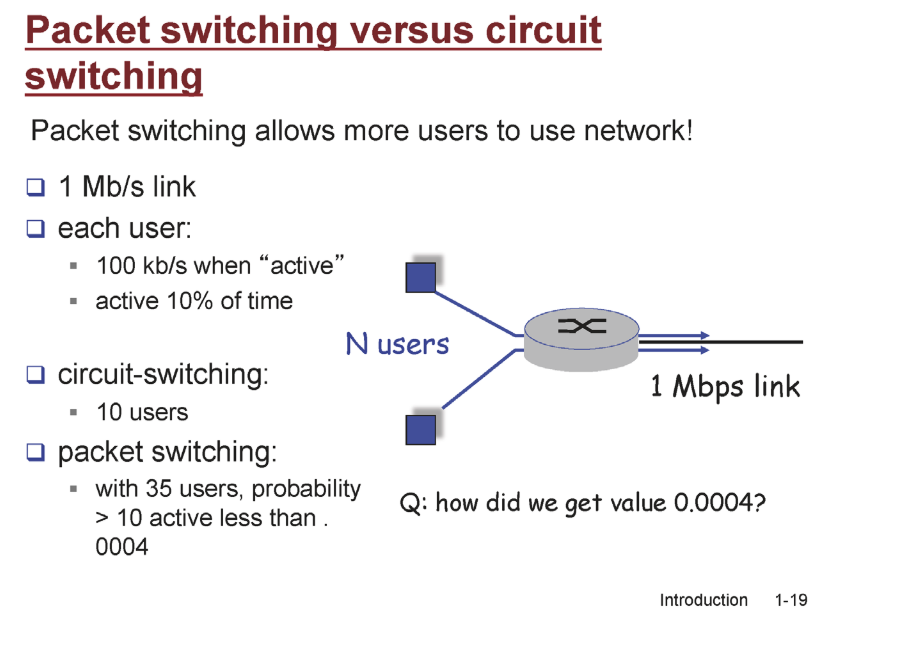 Packet switching versus circuit
switching
Packet switching allows more users to use network!
1 Mb/s link
each user:
100 kb/s when “active”
active 10% of time
N users
1 Mbps link
circuit-switching:
10 users
packet switching:
with 35 users, probability
> 10 active less than .
0004
Q: how did we get value 0.0004?
Introduction 1-19